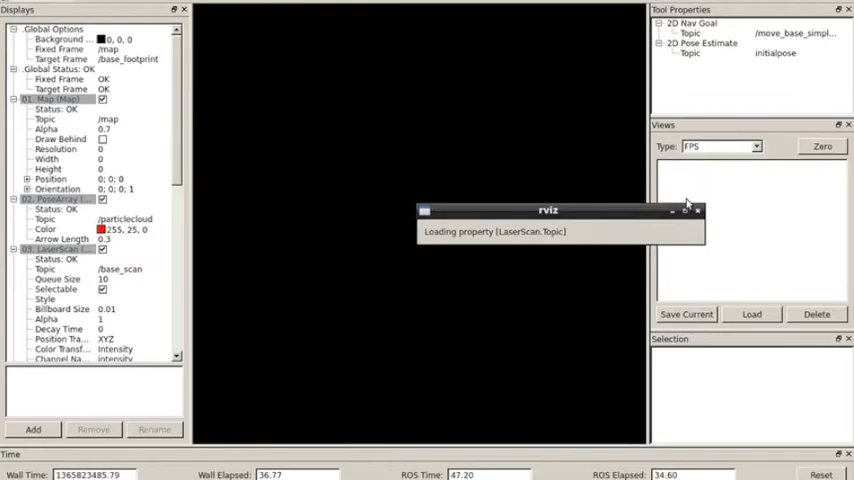 Displays
.Global Options
Background ... 0, 0, 0
Fixed Frame /map
Target Frame /base_footprint
.Global Status: OK
Fixed Frame OK
Target Frame OK
01. Map (Map)
Status: OK
Topic /map
Alpha 0.7
Draw Behind
Resolution 0
Width 0
Height 0
Position 0; 0; 0
Orientation 0; 0; 0; 1
02. PoseArray (...
Status: OK
Topic /particlecloud
Color 255, 25, 0
Arrow Length 0.3
03. LaserScan (...
Status: OK
Topic /base_scan
Queue Size 10
Selectable
Style
Billboard Size 0.01
Alpha 1
Decay Time 0
Position Tra... XYZ
Color Transf... Intensity
Channel Na... intensity
Add Remove Rename
rviz
Loading property [LaserScan.Topic]
Tool Properties
2D Nav Goal
Topic /move_base_simpl...
2D Pose Estimate
Topic initialpose
Views
Type: FPS Zero
Save Current Load Delete
Selection
Time
Wall Time: 1365823485.79 Wall Elapsed: 36.77 ROS Time: 47.20 ROS Elapsed: 34.60 Reset